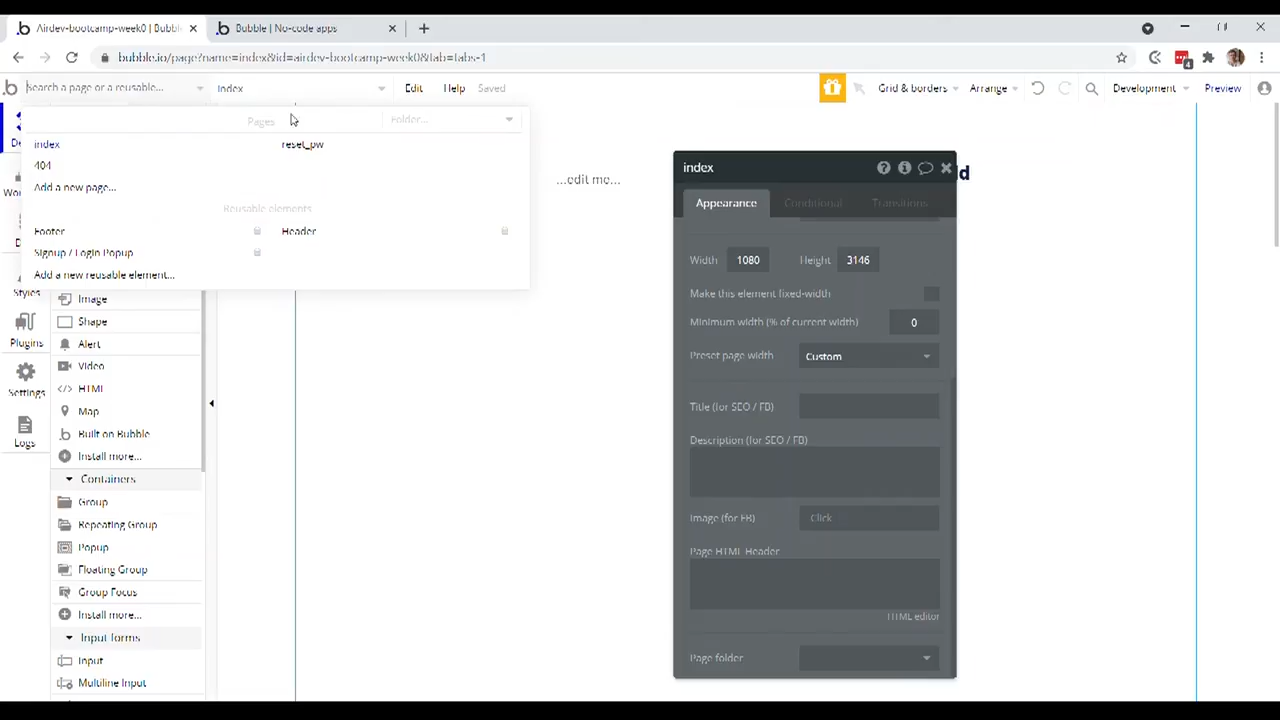 Airdev-bootcamp-week0 | Bubbl
Bubble | No-code apps
bubble.io/page?name=index&id=airdev-bootcamp-week0&tab=tabs-1
4
Search a page or a reusable...
Index
Edit
Help
Saved
Grid & borders
Arrange
Development
Preview
Pages
Folder...
index
reset_pw
404
Add a new page...
Reusable elements
Footer
Header
Signup / Login Popup
Add a new reusable element...
Styles
Plugins
Settings
Logs
Image
Shape
Alert
Video
</> HTML
Map
Built on Bubble
Install more...
Containers
Group
Repeating Group
Popup
Floating Group
Group Focus
Install more...
Input forms
Input
Multiline Input
...edit me...
index
Appearance
Conditional
Transitions
Width 1080
Height 3146
Make this element fixed-width
Minimum width (% of current width) 0
Preset page width Custom
Title (for SEO / FB)
Description (for SEO / FB)
Image (for FB) Click
Page HTML Header
HTML editor
Page folder